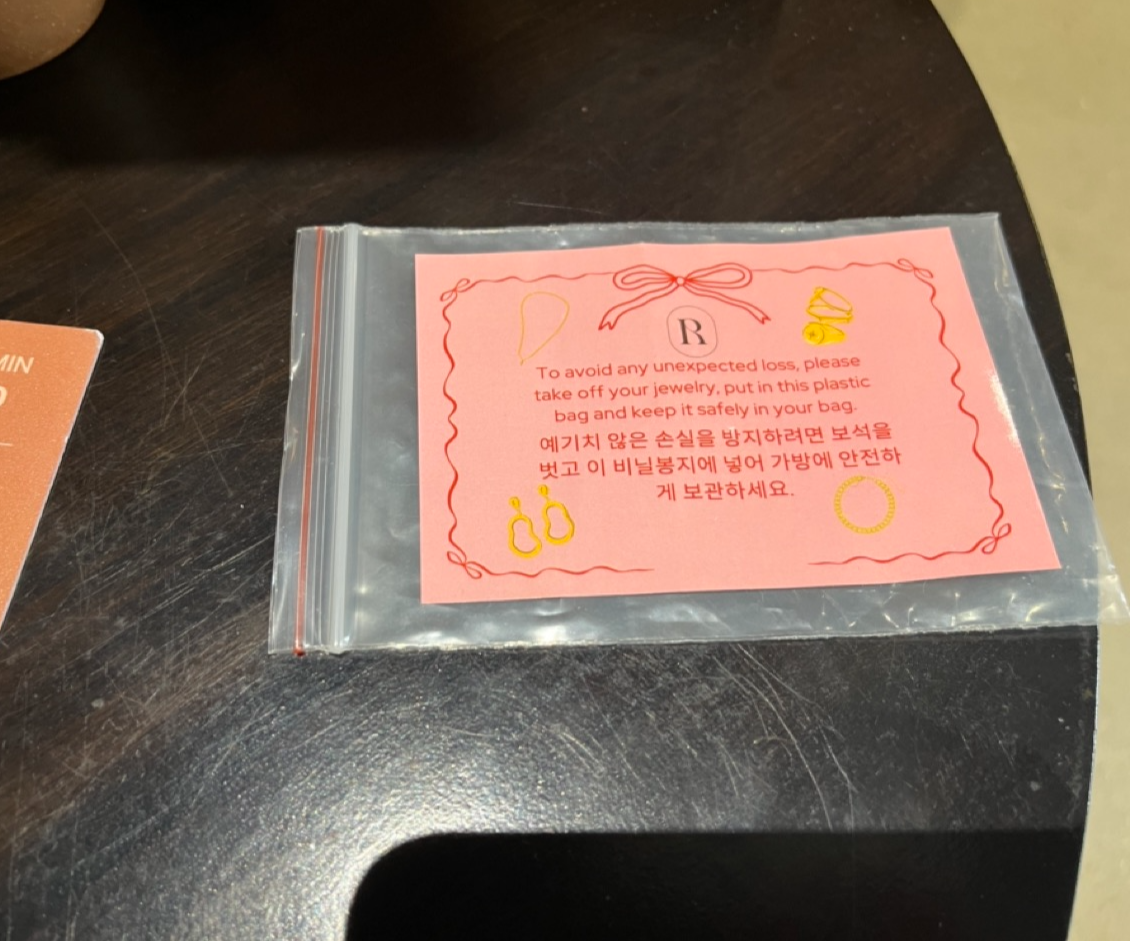 MIN
R
To avoid any unexpected loss, please
take off your jewelry, put in this plastic
bag and keep it safely in your bag.
예기치 않은 손실을 방지하려면 보석을
벗고 이 비닐봉지에 넣어 가방에 안전하
게 보관하세요.